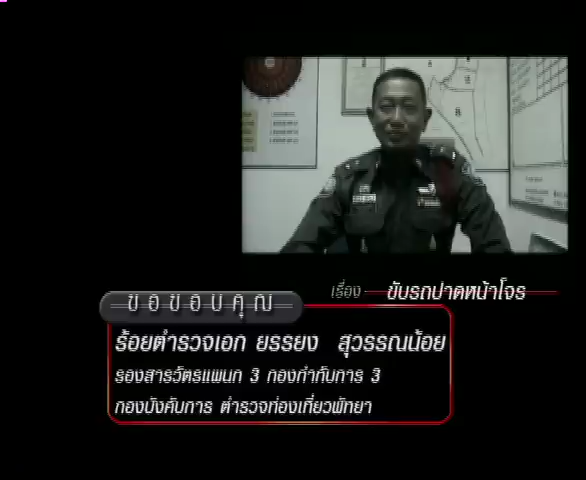 เรื่อง ขับรถปาดหน้าโจร
ขอขอบคุณ
ร้อยตำรวจเอก ยรรยง สุวรรณน้อย
รองสารวัตรแผนก 3 กองกำกับการ 3
กองบังคับการ ตำรวจท่องเที่ยวพัทยา